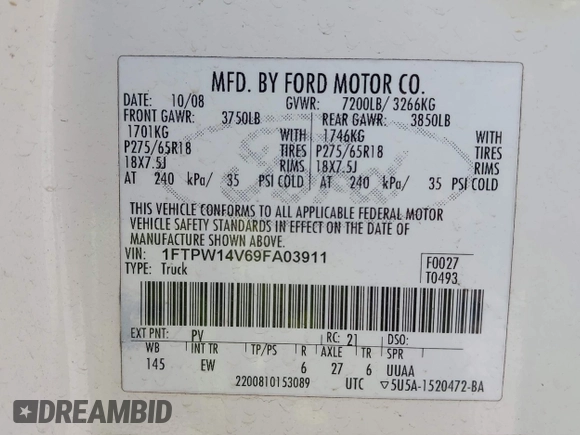 MFD. BY FORD MOTOR CO.
DATE: 10/08 GVWR: 7200LB/ 3266KG
FRONT GAWR: 3750LB REAR GAWR: 3850LB
1701KG WITH 1746KG WITH
P275/65R18 TIRES P275/65R18 TIRES
18X7.5J RIMS 18X7.5J RIMS
AT 240 kPa/ 35 PSI COLD AT 240 kPa/ 35 PSI COLD
THIS VEHICLE CONFORMS TO ALL APPLICABLE FEDERAL MOTOR
VEHICLE SAFETY STANDARDS IN EFFECT ON THE DATE OF
MANUFACTURE SHOWN ABOVE.
VIN: 1FTPW14V69FA03911 F0027
TYPE: Truck T0493
EXT PNT: PV RC: 21 DSO:
WB INT TR TP/PS R AXLE TR SPR
145 EW 6 27 6 UUAA
2200810153089 UTC ▽5U5A-1520472-BA
DREAMBID